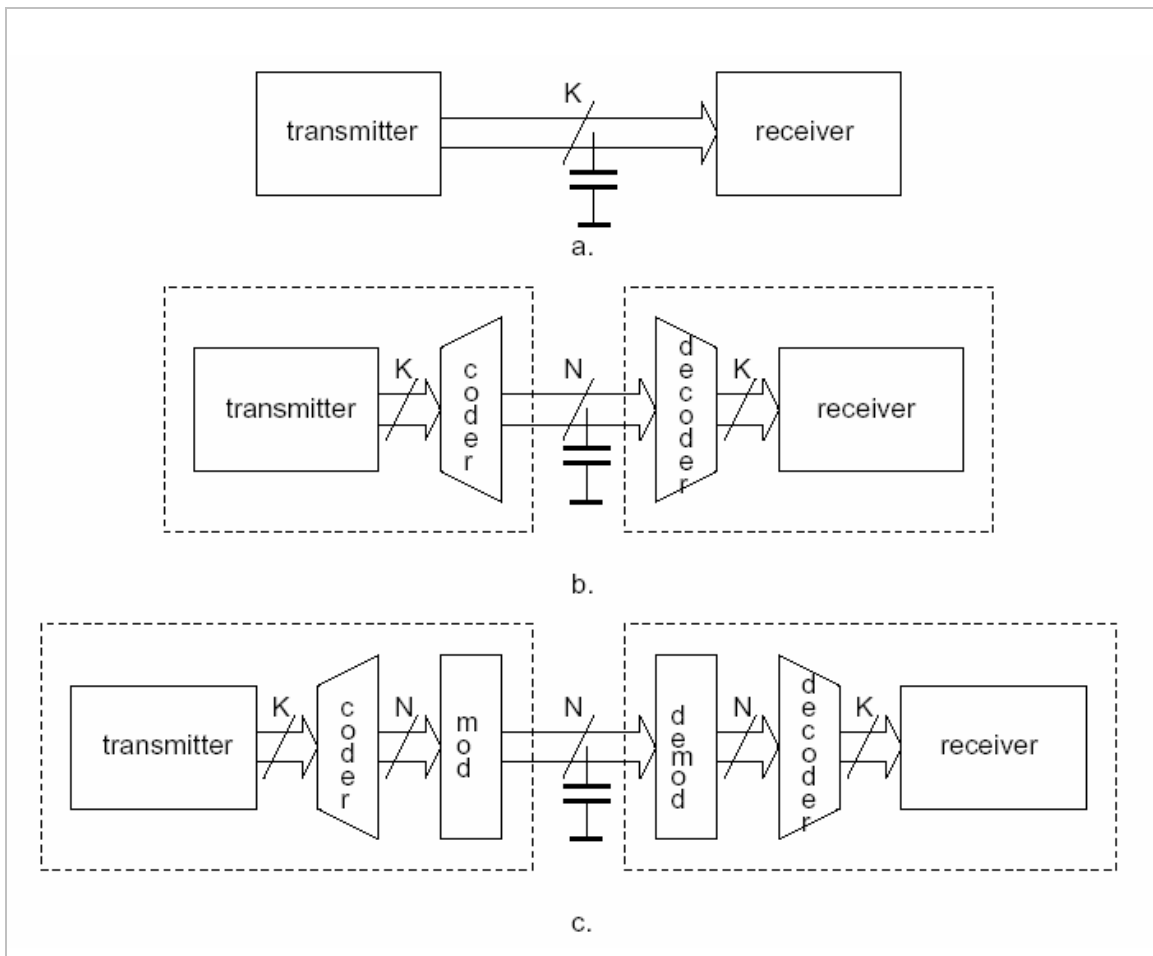 K
transmitter
receiver
a.
K
coder
N
decoder
K
transmitter
receiver
b.
K
coder
N
mod
N
demod
N
decoder
K
transmitter
receiver
c.